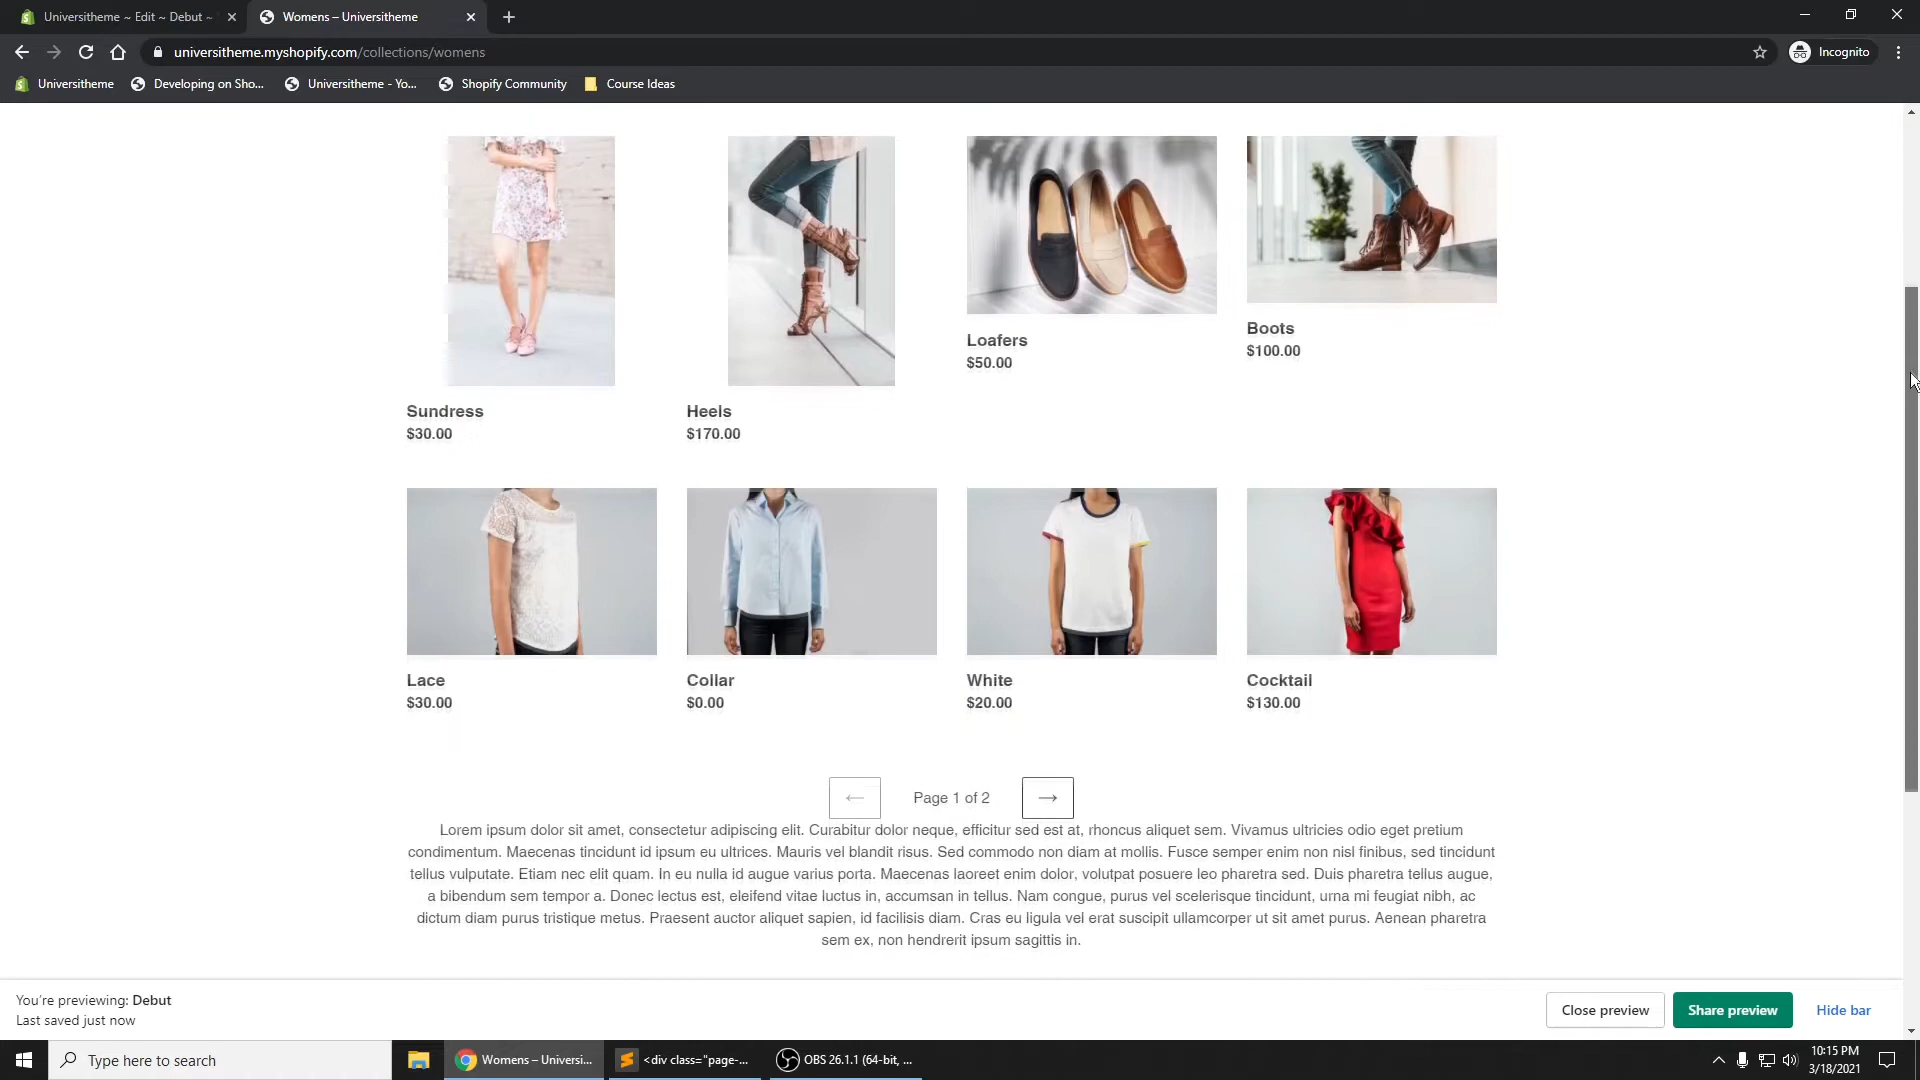 Universitheme ~ Edit ~ Debut ~
Womens – Universitheme
universitheme.myshopify.com/collections/womens
Incognito
Universitheme
Developing on Sho...
Universitheme - Yo...
Shopify Community
Course Ideas
Sundress
$30.00
Heels
$170.00
Loafers
$50.00
Boots
$100.00
Lace
$30.00
Collar
$0.00
White
$20.00
Cocktail
$130.00
← Page 1 of 2 →
Lorem ipsum dolor sit amet, consectetur adipiscing elit. Curabitur dolor neque, efficitur sed est at, rhoncus aliquet sem. Vivamus ultricies odio eget pretium
condimentum. Maecenas tincidunt id ipsum eu ultrices. Mauris vel blandit risus. Sed commodo non diam at mollis. Fusce semper enim non nisl finibus, sed tincidunt
tellus vulputate. Etiam nec elit quam. In eu nulla id augue varius porta. Maecenas laoreet enim dolor, volutpat posuere leo pharetra sed. Duis pharetra tellus augue,
a bibendum sem tempor a. Donec lectus est, eleifend vitae luctus in, accumsan in tellus. Nam congue, purus vel scelerisque tincidunt, urna mi feugiat nibh, ac
dictum diam purus tristique metus. Praesent auctor aliquet sapien, id facilisis diam. Cras eu ligula vel erat suscipit ullamcorper ut sit amet purus. Aenean pharetra
sem ex, non hendrerit ipsum sagittis in.
You're previewing: Debut
Last saved just now
Close preview
Share preview
Hide bar
Type here to search
Womens – Universi...
<div class="page-...
OBS 26.1.1 (64-bit, ...
10:15 PM
3/18/2021